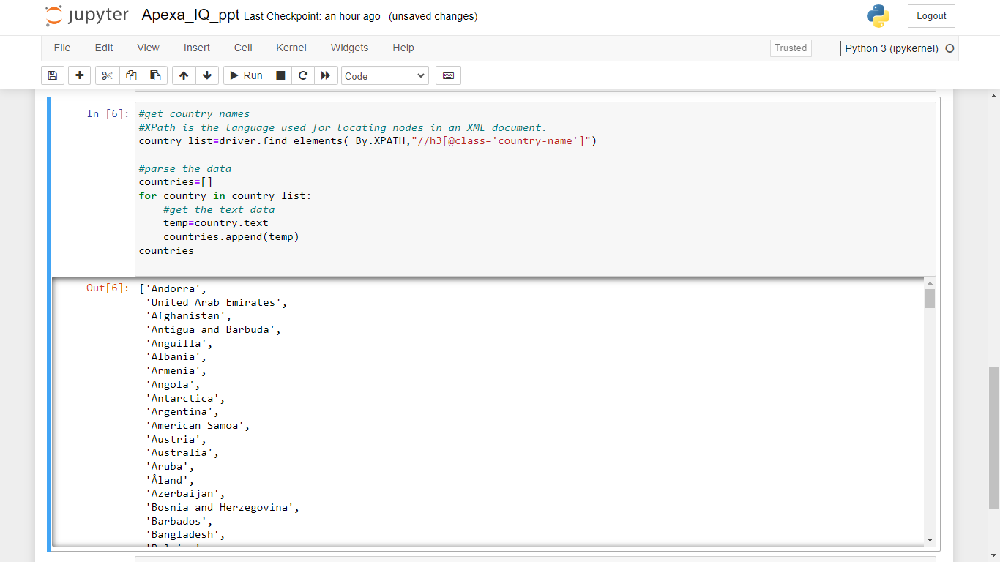 jupyter Apexa_IQ_ppt Last Checkpoint: an hour ago (unsaved changes) Logout
File Edit View Insert Cell Kernel Widgets Help Trusted Python 3 (ipykernel)
Run Code
In [6]: #get country names
#XPath is the language used for locating nodes in an XML document.
country_list=driver.find_elements( By.XPATH,"//h3[@class='country-name']")
#parse the data
countries=[]
for country in country_list:
    #get the text data
    temp=country.text
    countries.append(temp)
countries
Out[6]: ['Andorra',
'United Arab Emirates',
'Afghanistan',
'Antigua and Barbuda',
'Anguilla',
'Albania',
'Armenia',
'Angola',
'Antarctica',
'Argentina',
'American Samoa',
'Austria',
'Australia',
'Aruba',
'Åland',
'Azerbaijan',
'Bosnia and Herzegovina',
'Barbados',
'Bangladesh',